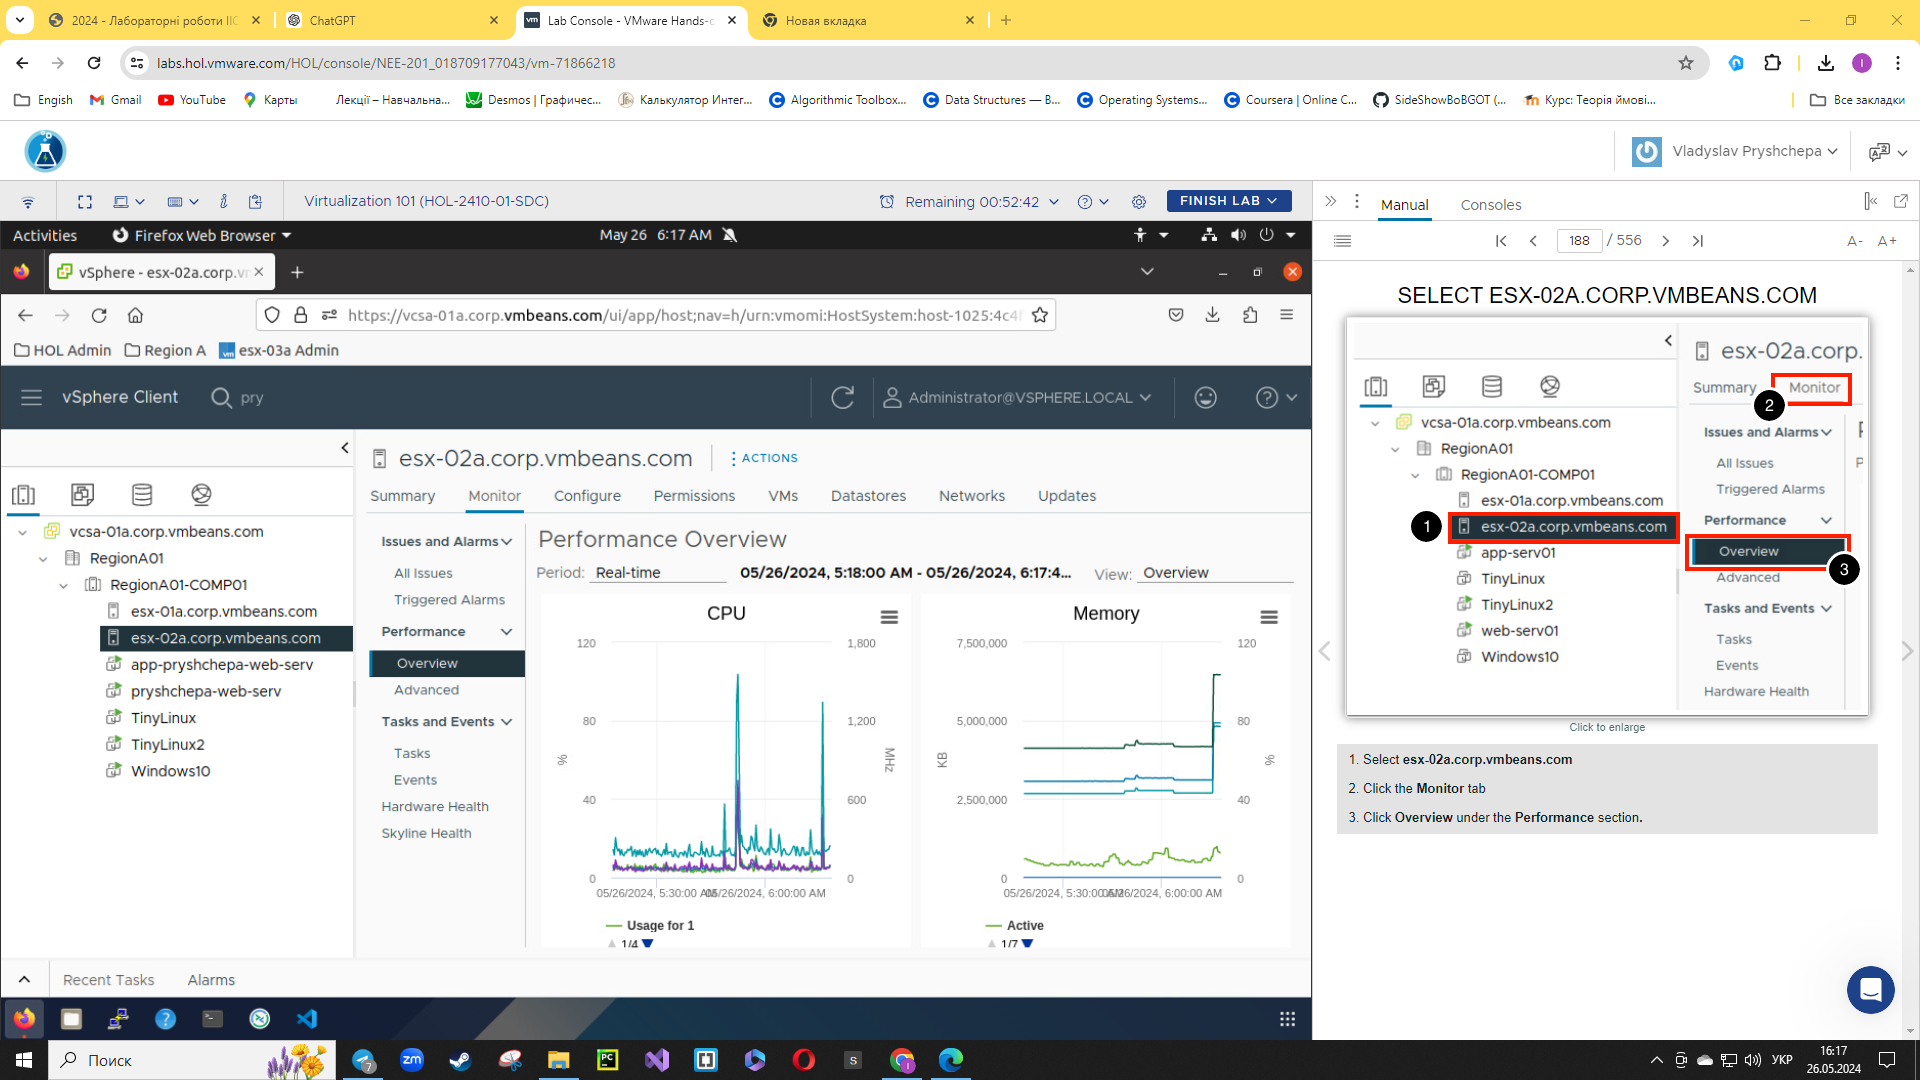 2024 - Лабораторні роботи ІІС
ChatGPT
Lab Console - VMware Hands-o
Новая вкладка
labs.hol.vmware.com/HOL/console/NEE-201_018709177043/vm-71866218
Engish
Gmail
YouTube
Карты
Лекції – Навчальна...
Desmos | Графичес...
Калькулятор Интег...
Algorithmic Toolbox...
Data Structures — В...
Operating Systems...
Coursera | Online C...
SideShowBoBGOT (...
Курс: Теорія ймові...
Все закладки
Vladyslav Pryshchepa
Virtualization 101 (HOL-2410-01-SDC)
Remaining 00:52:42
FINISH LAB
Manual
Consoles
Activities
Firefox Web Browser
May 26 6:17 AM
188 / 556
A-
A+
vSphere - esx-02a.corp.v
https://vcsa-01a.corp.vmbeans.com/ui/app/host;nav=h/urn:vmomi:HostSystem:host-1025:4c4
HOL Admin
Region A
esx-03a Admin
vSphere Client
pry
Administrator@VSPHERE.LOCAL
vcsa-01a.corp.vmbeans.com
RegionA01
RegionA01-COMP01
esx-01a.corp.vmbeans.com
esx-02a.corp.vmbeans.com
app-pryshchepa-web-serv
pryshchepa-web-serv
TinyLinux
TinyLinux2
Windows10
esx-02a.corp.vmbeans.com
ACTIONS
Summary
Monitor
Configure
Permissions
VMs
Datastores
Networks
Updates
Issues and Alarms
All Issues
Triggered Alarms
Performance
Overview
Advanced
Tasks and Events
Tasks
Events
Hardware Health
Skyline Health
Performance Overview
Period: Real-time
05/26/2024, 5:18:00 AM - 05/26/2024, 6:17:4...
View: Overview
CPU
120
80
40
0
%
1,800
1,200
600
0
MHz
05/26/2024, 5:30:00 AM
05/26/2024, 6:00:00 AM
Usage for 1
1/4
Memory
7,500,000
5,000,000
2,500,000
0
KB
120
80
40
0
%
05/26/2024, 5:30:00 AM
05/26/2024, 6:00:00 AM
Active
1/7
Recent Tasks
Alarms
SELECT ESX-02A.CORP.VMBEANS.COM
esx-02a.corp.
Summary
Monitor
2
vcsa-01a.corp.vmbeans.com
RegionA01
RegionA01-COMP01
esx-01a.corp.vmbeans.com
1
esx-02a.corp.vmbeans.com
app-serv01
TinyLinux
TinyLinux2
web-serv01
Windows10
Issues and Alarms
All Issues
Triggered Alarms
Performance
Overview
3
Advanced
Tasks and Events
Tasks
Events
Hardware Health
P
Click to enlarge
1. Select esx-02a.corp.vmbeans.com
2. Click the Monitor tab
3. Click Overview under the Performance section.
Поиск
7
zm
PC
S
УКР
16:17
26.05.2024